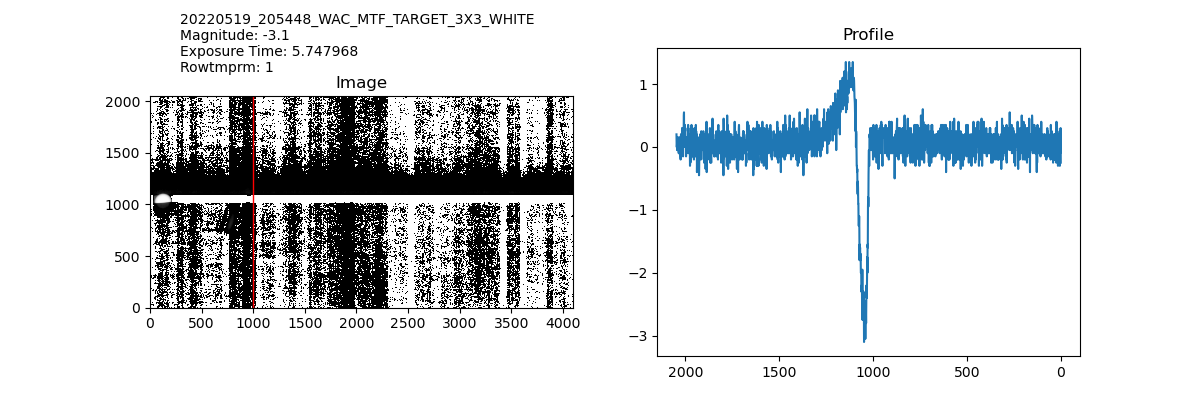 20220519_205448_WAC_MTF_TARGET_3X3_WHITE
Magnitude: -3.1
Exposure Time: 5.747968
Rowtmprm: 1
Image
2000
1500
1000
500
0
0 500 1000 1500 2000 2500 3000 3500 4000
Profile
1
0
−1
−2
−3
2000 1500 1000 500 0